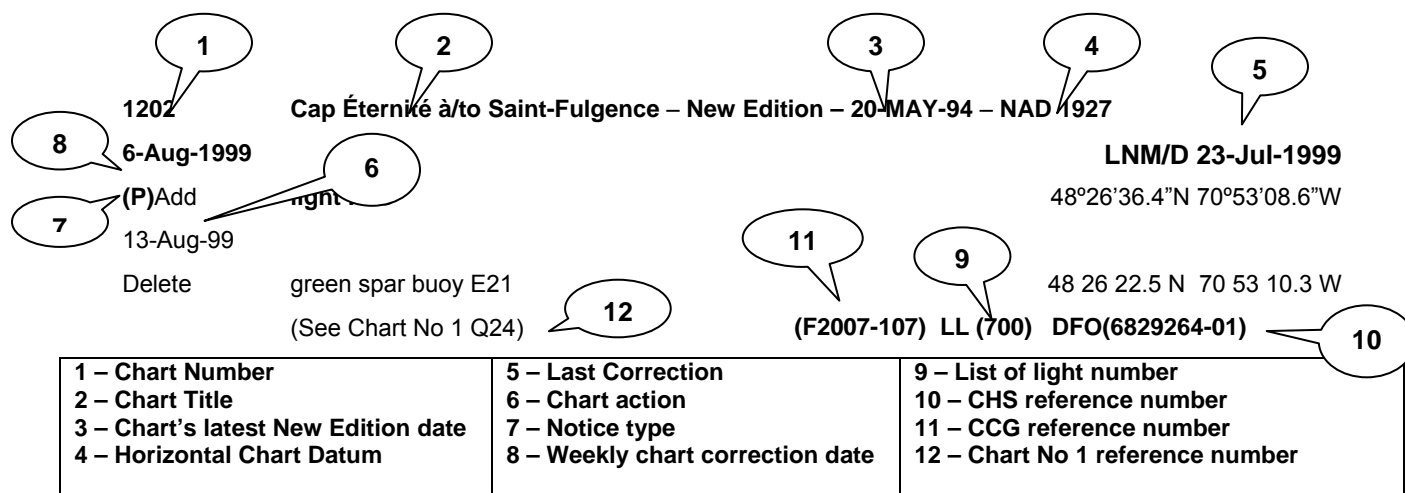 1 2 3 4
5
1202 Cap Éternité à/to Saint-Fulgence – New Edition – 20-MAY-94 – NAD 1927
8 6-Aug-1999 6 LNM/D 23-Jul-1999
(P)Add light 48º26’36.4”N 70º53’08.6”W
7 13-Aug-99 11 9
Delete green spar buoy E21 48 26 22.5 N 70 53 10.3 W
(See Chart No 1 Q24) 12 (F2007-107) LL (700) DFO(6829264-01) 10
1 – Chart Number 5 – Last Correction 9 – List of light number
2 – Chart Title 6 – Chart action 10 – CHS reference number
3 – Chart's latest New Edition date 7 – Notice type 11 – CCG reference number
4 – Horizontal Chart Datum 8 – Weekly chart correction date 12 – Chart No 1 reference number